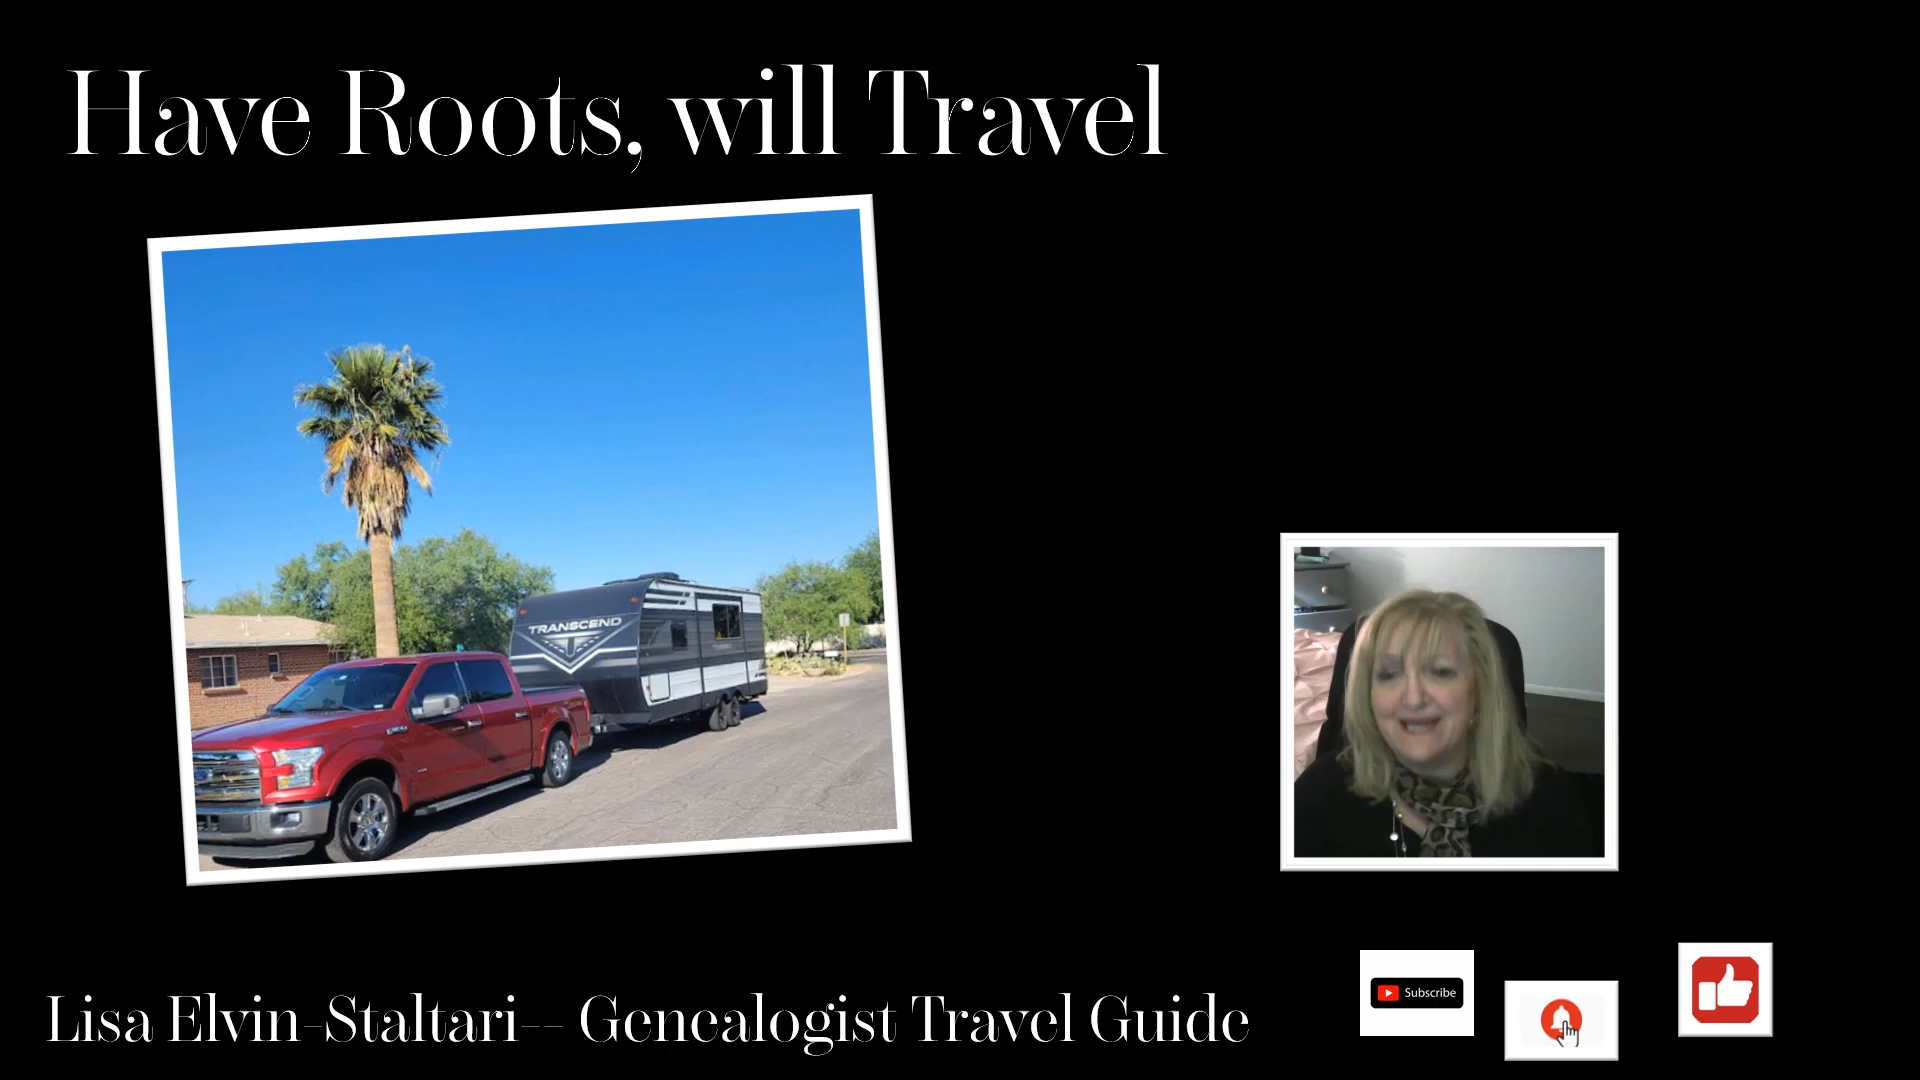 Have Roots, will Travel
TRANSCEND
Lisa Elvin-Staltari-- Genealogist Travel Guide
Subscribe